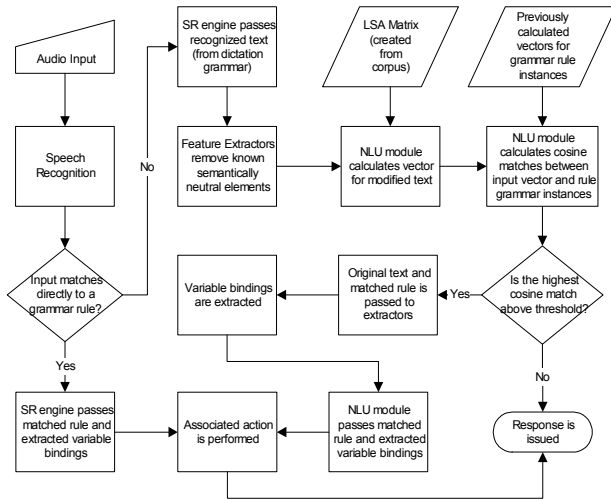 Audio Input
SR engine passes
recognized text
(from dictation
grammar)
LSA Matrix
(created
from
corpus)
Previously
calculated
vectors for
grammar rule
instances
Speech
Recognition
No
Feature Extractors
remove known
semantically
neutral elements
NLU module
calculates vector
for modified text
NLU module
calculates cosine
matches between
input vector and rule
grammar instances
Input matches
directly to a
grammar rule?
Variable bindings
are extracted
Original text and
matched rule is
passed to
extractors
Yes
Is the highest
cosine match
above threshold?
Yes
No
SR engine passes
matched rule and
extracted variable
bindings
Associated action
is performed
NLU module
passes matched
rule and extracted
variable bindings
Response is
issued